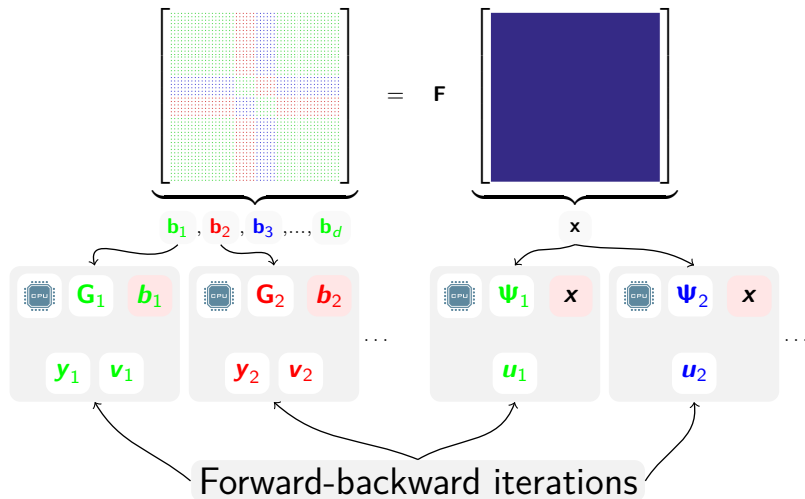 = F
b₁ , b₂ , b₃ ,..., b_d
x
CPU G₁ b₁
CPU G₂ b₂
CPU Ψ₁ x
CPU Ψ₂ x
y₁ v₁
y₂ v₂
...
u₁
u₂
...
Forward-backward iterations